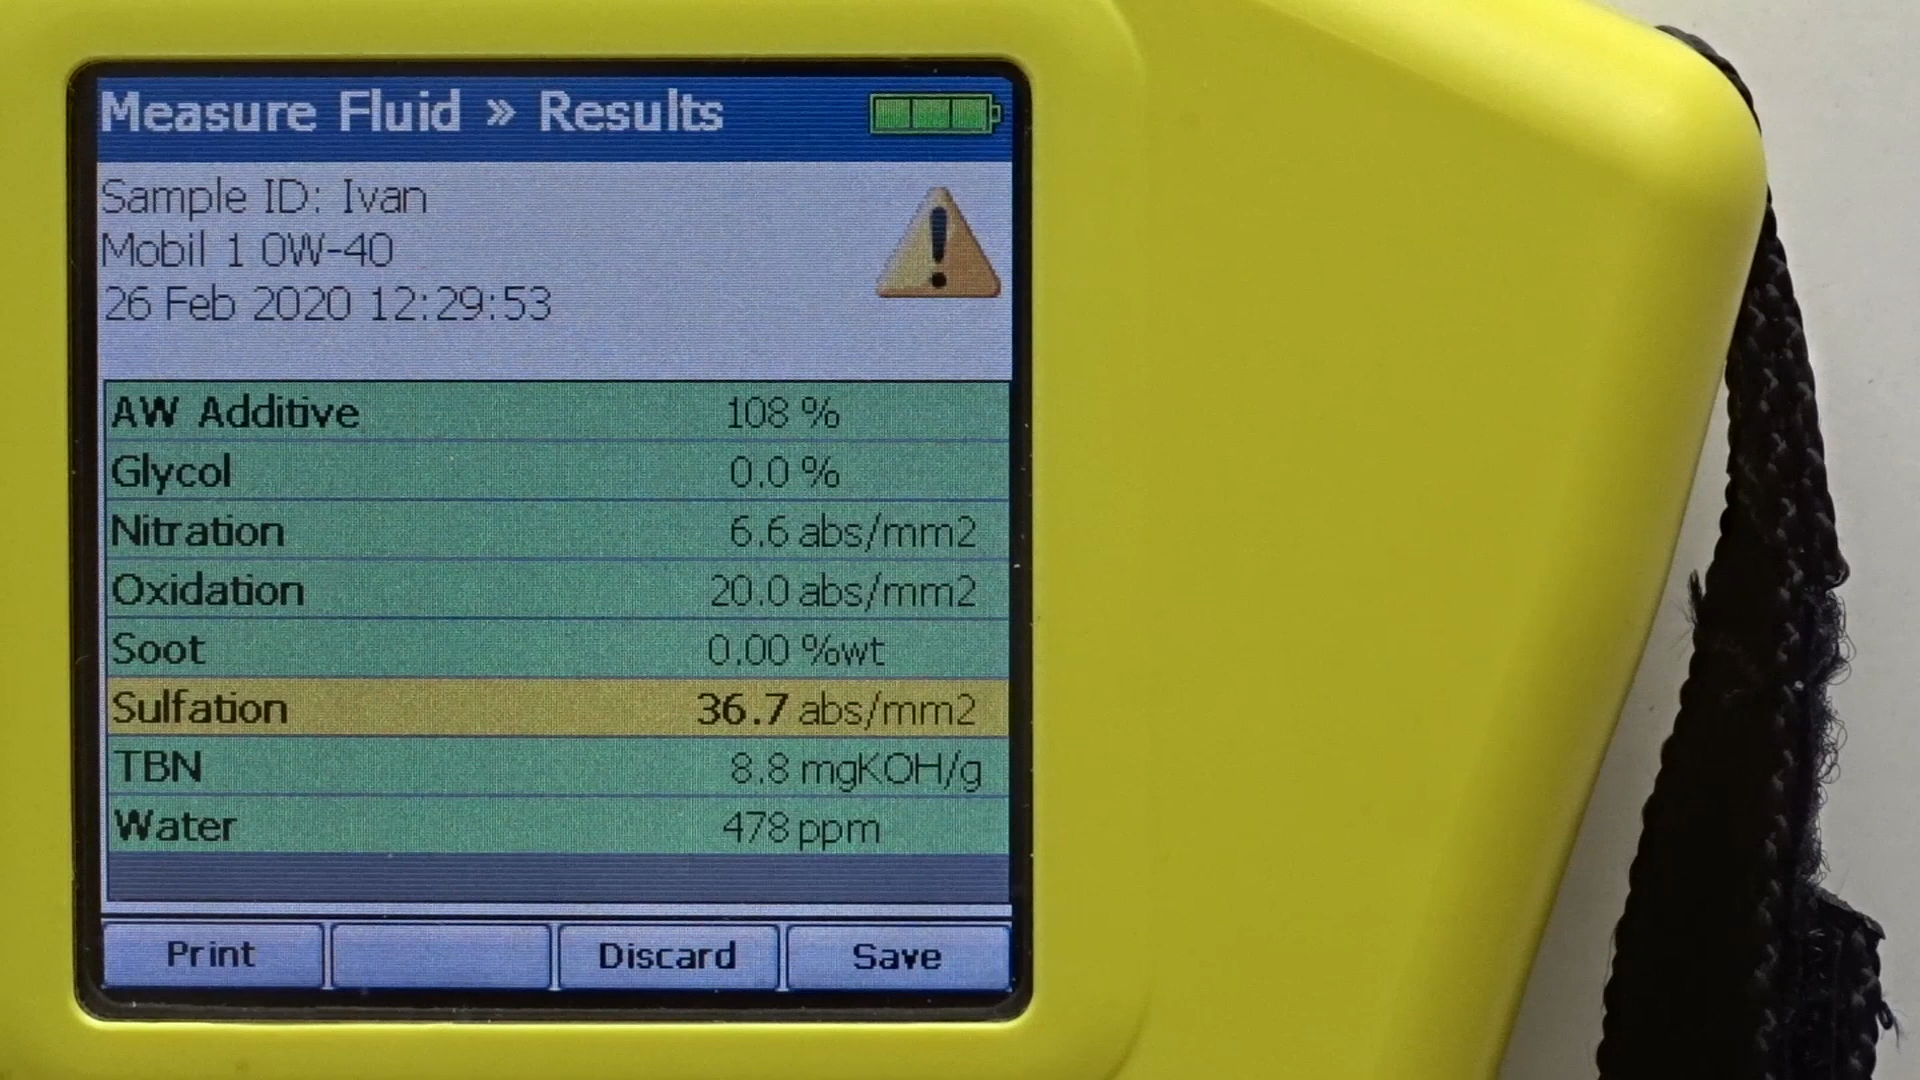 Measure Fluid » Results
Sample ID: Ivan
Mobil 1 0W-40
26 Feb 2020 12:29:53
AW Additive 108 %
Glycol 0.0 %
Nitration 6.6 abs/mm2
Oxidation 20.0 abs/mm2
Soot 0.00 %wt
Sulfation 36.7 abs/mm2
TBN 8.8 mgKOH/g
Water 478 ppm
Print Discard Save